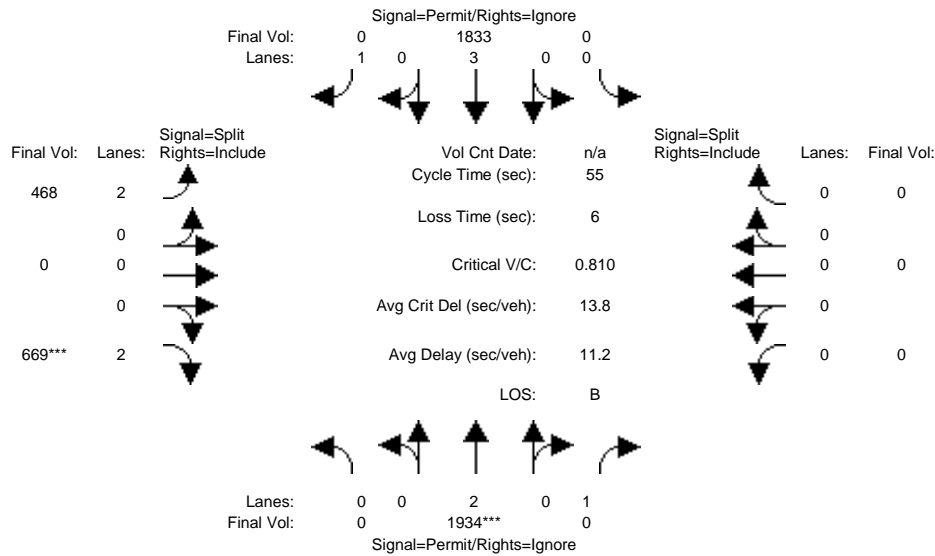 Signal=Permit/Rights=Ignore
Final Vol: 0 1833 0
Lanes: 1 0 3 0 0
Signal=Split Signal=Split
Final Vol: Lanes: Rights=Include Vol Cnt Date: n/a Rights=Include Lanes: Final Vol:
Cycle Time (sec): 55
468 2 0 0
Loss Time (sec): 6
0 0
0 0 Critical V/C: 0.810 0 0
0 Avg Crit Del (sec/veh): 13.8 0
669*** 2 Avg Delay (sec/veh): 11.2 0 0
LOS: B
Lanes: 0 0 2 0 1
Final Vol: 0 1934*** 0
Signal=Permit/Rights=Ignore